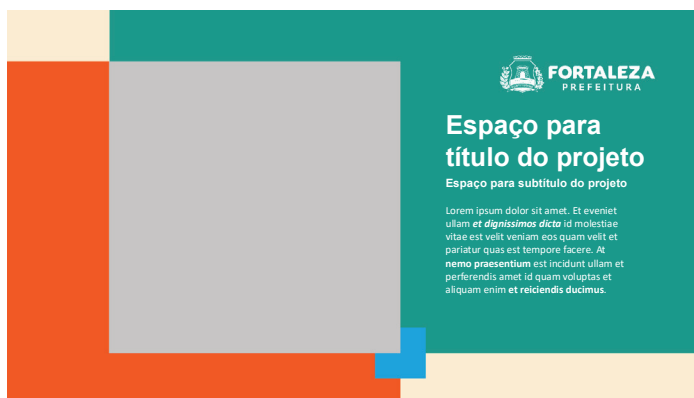 FORTALEZA
PREFEITURA
Espaço para
título do projeto
Espaço para subtítulo do projeto
Lorem ipsum dolor sit amet. Et eveniet
ullam et dignissimos dicta id molestiae
vitae est velit veniam eos quam velit et
pariatur quas est tempore facere. At
nemo praesentium est incidunt ullam et
perferendis amet id quam voluptas et
aliquam enim et reiciendis ducimus.